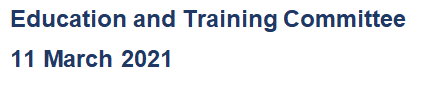 Education and Training Committee
11 March 2021